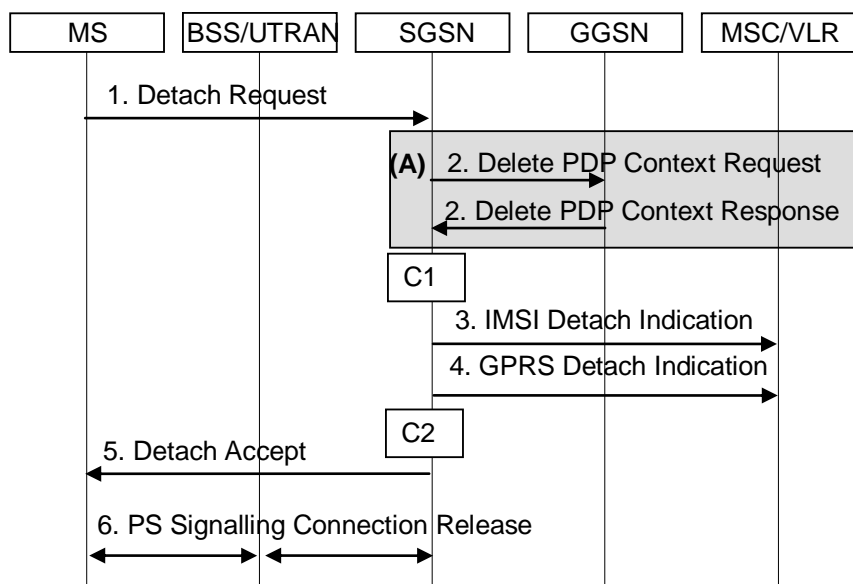 MS BSS/UTRAN SGSN GGSN MSC/VLR
1. Detach Request
(A) 2. Delete PDP Context Request
2. Delete PDP Context Response
C1
3. IMSI Detach Indication
4. GPRS Detach Indication
C2
5. Detach Accept
6. PS Signalling Connection Release